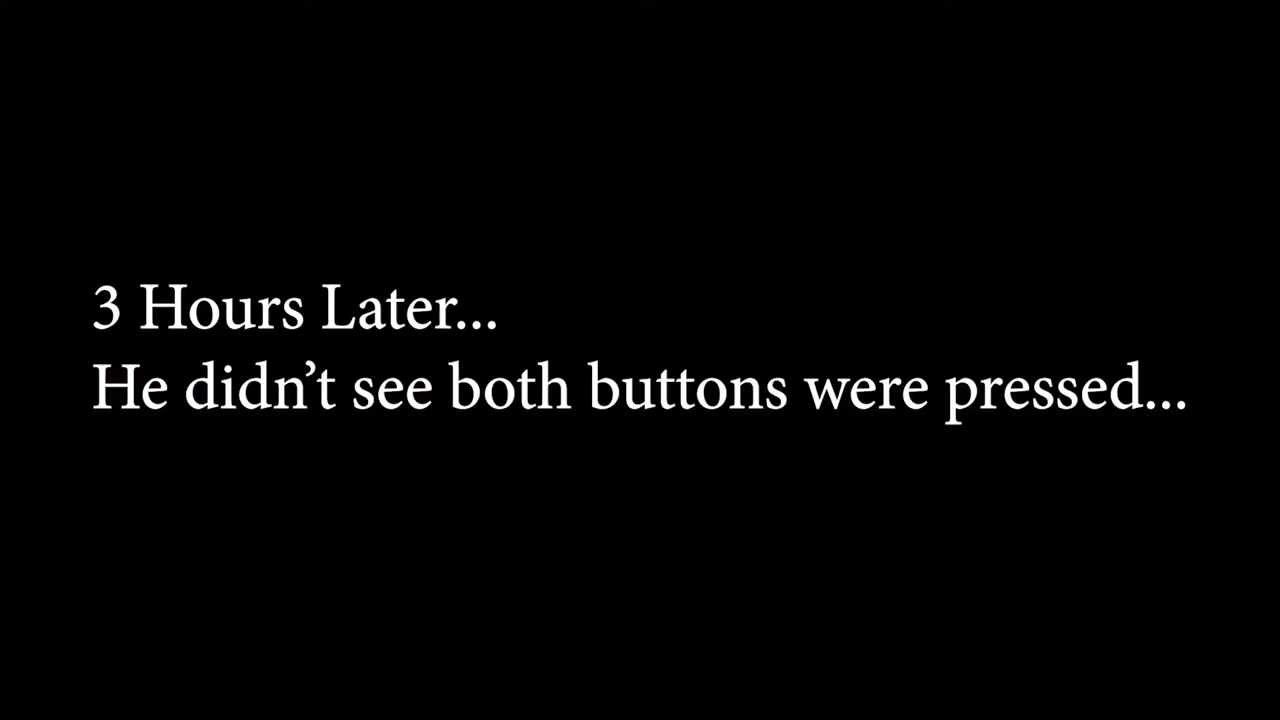 3 Hours Later...
He didn’t see both buttons were pressed...